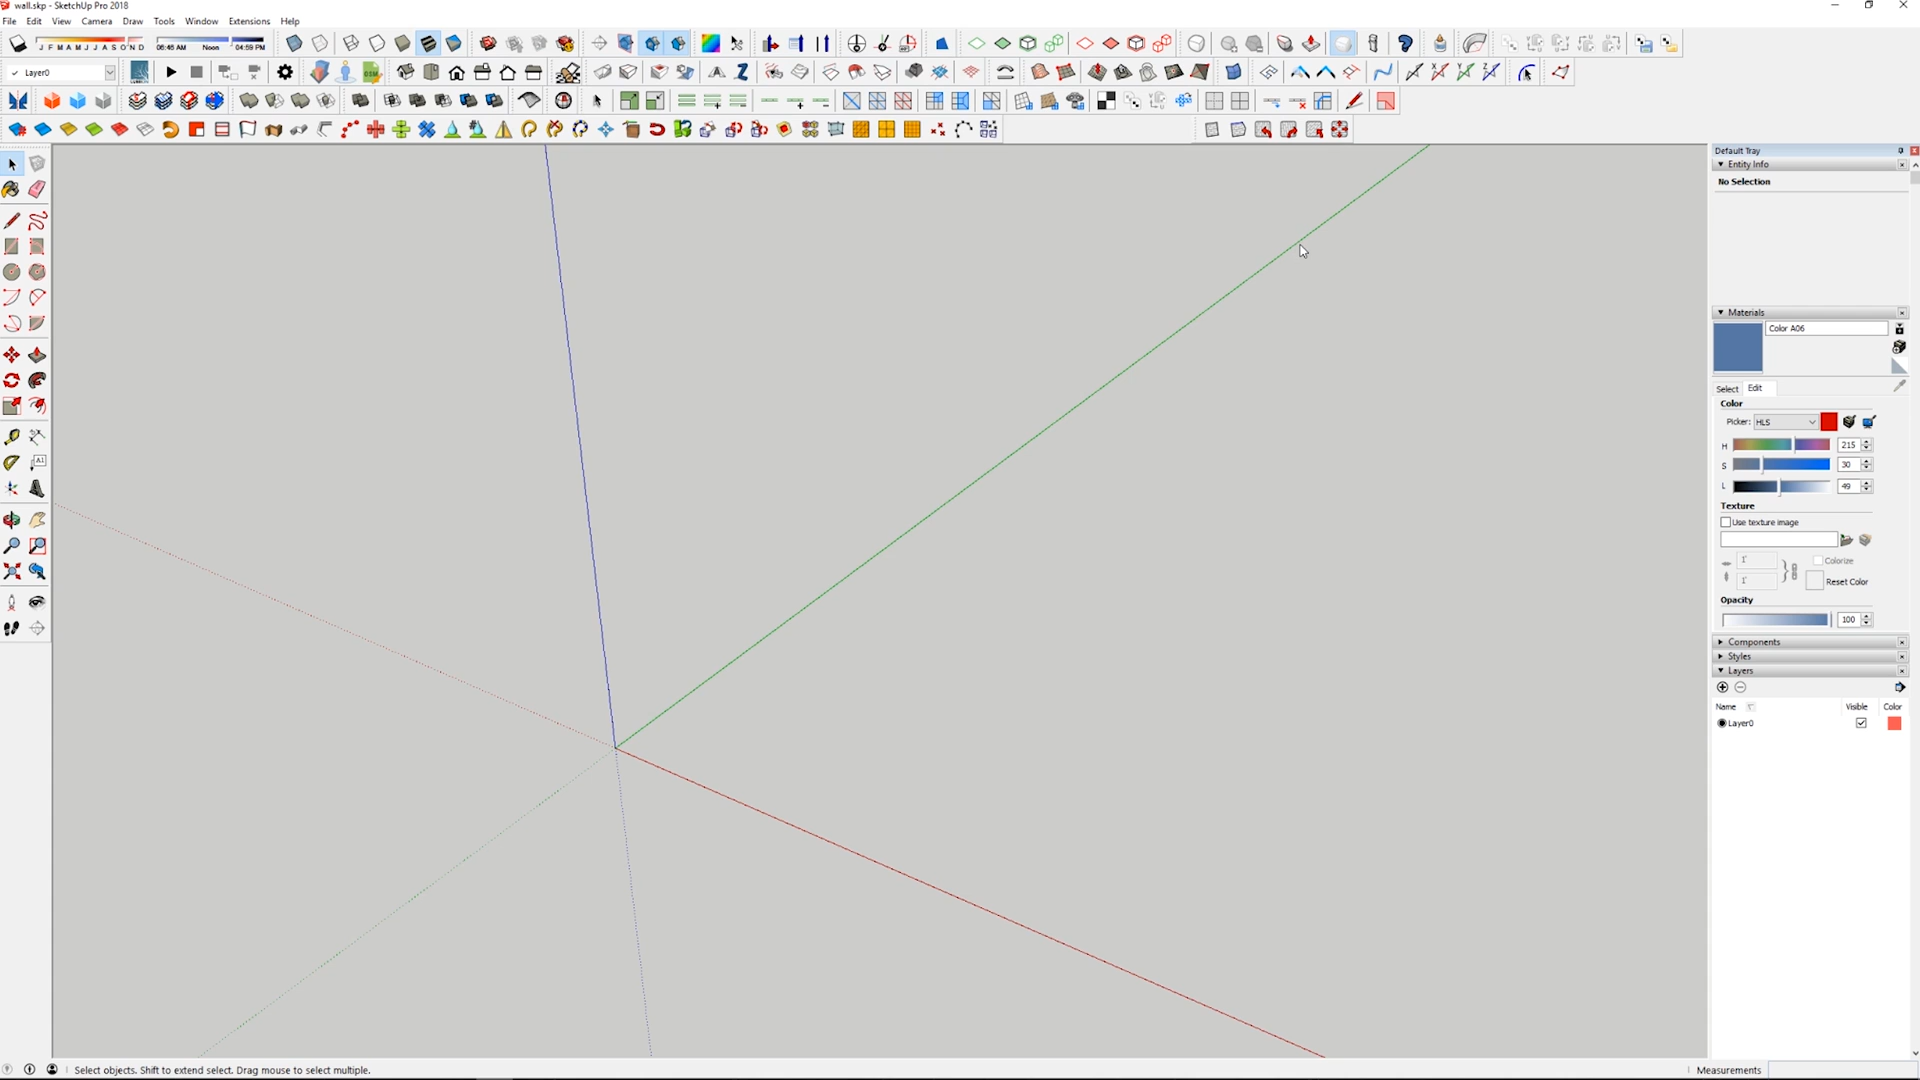 wall.skp - SketchUp Pro 2018
File Edit View Camera Draw Tools Window Extensions Help
J F M A M J J A S O N D 06:45 AM Noon 04:59 PM
Layer0
Default Tray
Entity Info
No Selection
Materials
Color A06
Select Edit
Color
Picker: HLS
H 215
S 30
L 49
Texture
Use texture image
1'
Colorize
1'
Reset Color
Opacity
100
Components
Styles
Layers
Name Visible Color
Layer0
Select objects. Shift to extend select. Drag mouse to select multiple.
Measurements